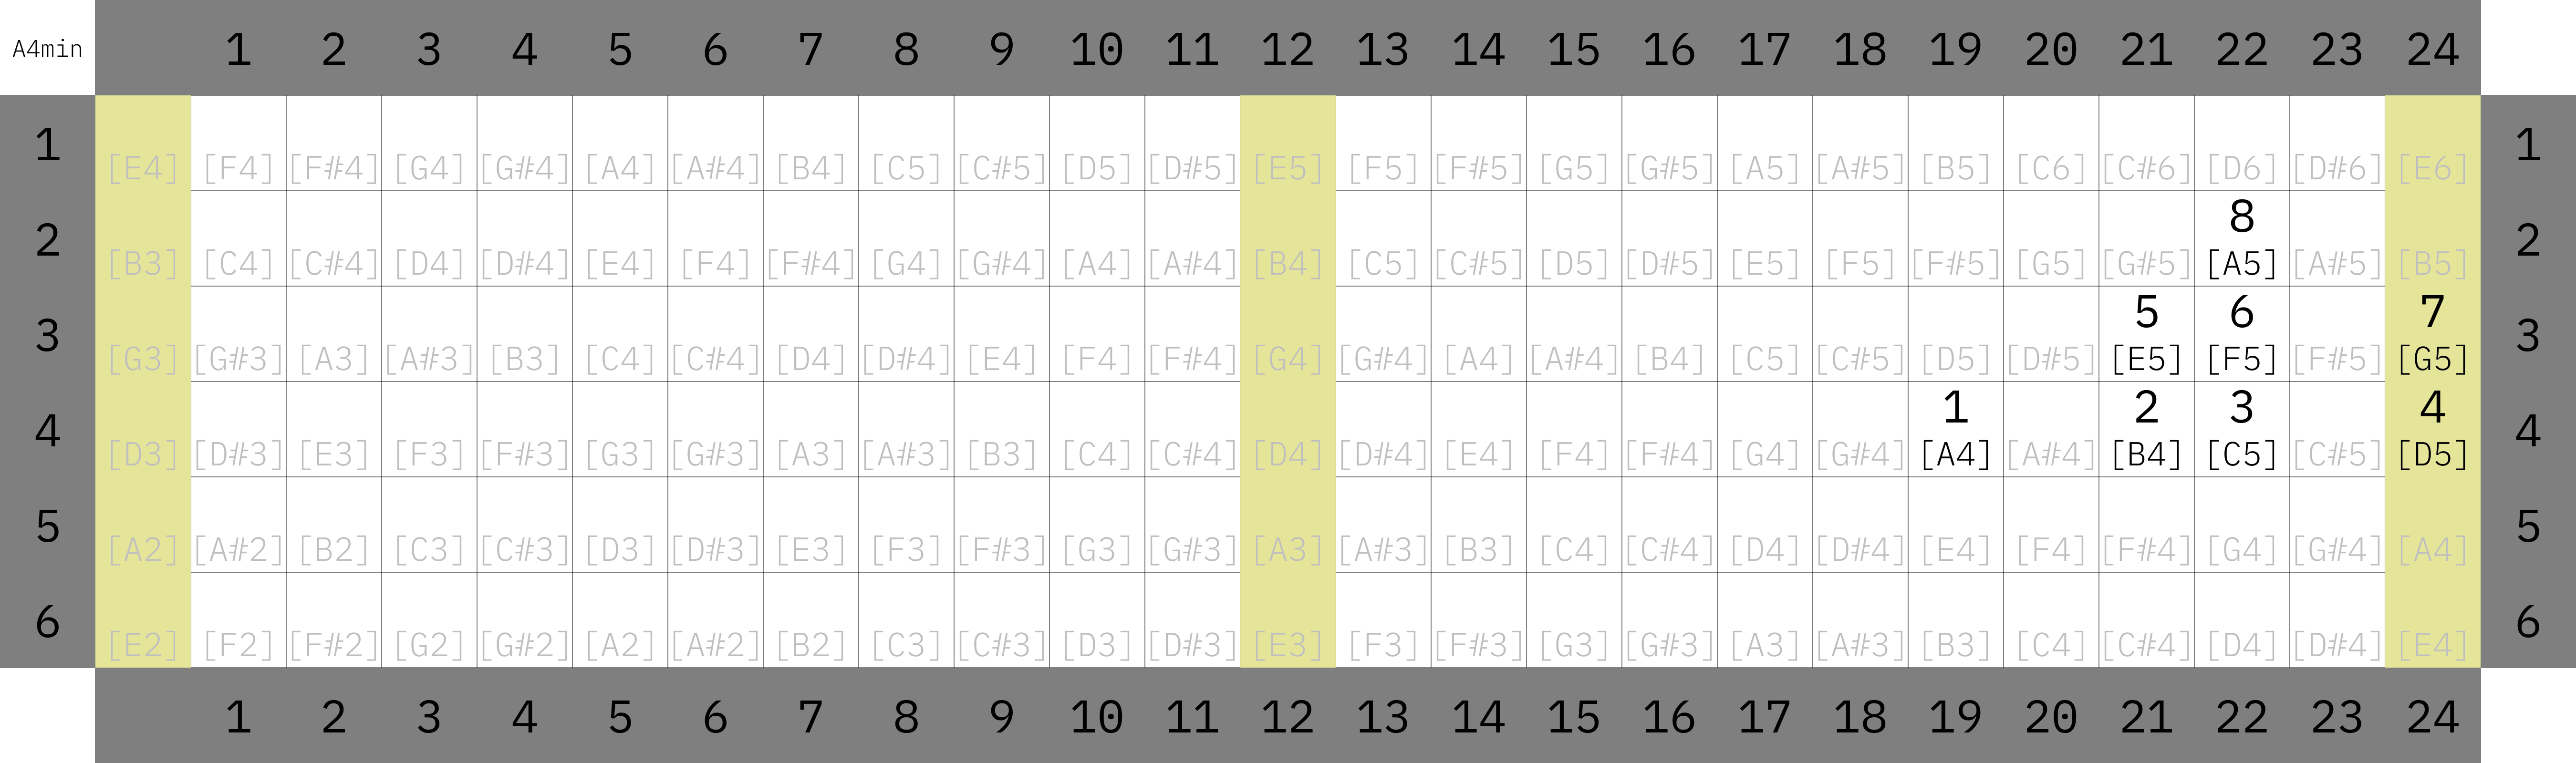 A4min 1 2 3 4 5 6 7 8 9 10 11 12 13 14 15 16 17 18 19 20 21 22 23 24
1 [E4] [F4] [F#4] [G4] [G#4] [A4] [A#4] [B4] [C5] [C#5] [D5] [D#5] [E5] [F5] [F#5] [G5] [G#5] [A5] [A#5] [B5] [C6] [C#6] [D6] [D#6] [E6] 1
8
2 [B3] [C4] [C#4] [D4] [D#4] [E4] [F4] [F#4] [G4] [G#4] [A4] [A#4] [B4] [C5] [C#5] [D5] [D#5] [E5] [F5] [F#5] [G5] [G#5] [A5] [A#5] [B5] 2
5 6 7
3 [G3] [G#3] [A3] [A#3] [B3] [C4] [C#4] [D4] [D#4] [E4] [F4] [F#4] [G4] [G#4] [A4] [A#4] [B4] [C5] [C#5] [D5] [D#5] [E5] [F5] [F#5] [G5] 3
1 2 3 4
4 [D3] [D#3] [E3] [F3] [F#3] [G3] [G#3] [A3] [A#3] [B3] [C4] [C#4] [D4] [D#4] [E4] [F4] [F#4] [G4] [G#4] [A4] [A#4] [B4] [C5] [C#5] [D5] 4
5 [A2] [A#2] [B2] [C3] [C#3] [D3] [D#3] [E3] [F3] [F#3] [G3] [G#3] [A3] [A#3] [B3] [C4] [C#4] [D4] [D#4] [E4] [F4] [F#4] [G4] [G#4] [A4] 5
6 [E2] [F2] [F#2] [G2] [G#2] [A2] [A#2] [B2] [C3] [C#3] [D3] [D#3] [E3] [F3] [F#3] [G3] [G#3] [A3] [A#3] [B3] [C4] [C#4] [D4] [D#4] [E4] 6
1 2 3 4 5 6 7 8 9 10 11 12 13 14 15 16 17 18 19 20 21 22 23 24